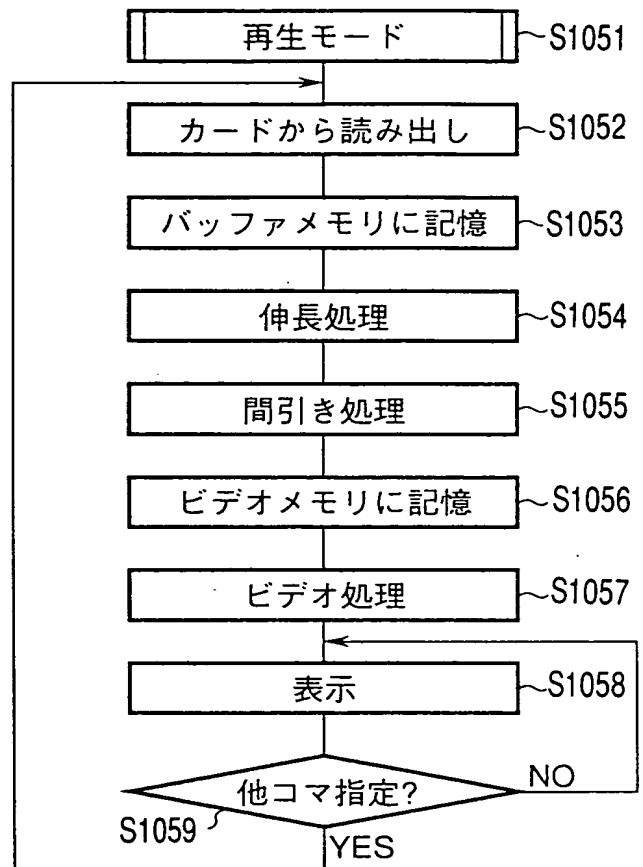 再生モード S1051
カードから読み出し S1052
バッファメモリに記憶 S1053
伸長処理 S1054
間引き処理 S1055
ビデオメモリに記憶 S1056
ビデオ処理 S1057
表示 S1058
他コマ指定? NO
S1059 YES